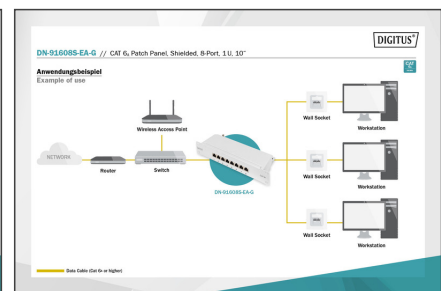 DIGITUS®
DN-91608S-EA-G // CAT 6A Patch Panel, Shielded, 8-Port, 1U, 10"
CAT
Anwendungsbeispiel
Example of use
Wireless Access Point
NETWORK
Router
Switch
DN-91608S-EA-G
Wall Socket
Workstation
Wall Socket
Workstation
Wall Socket
Workstation
Data Cable (Cat 6A or higher)